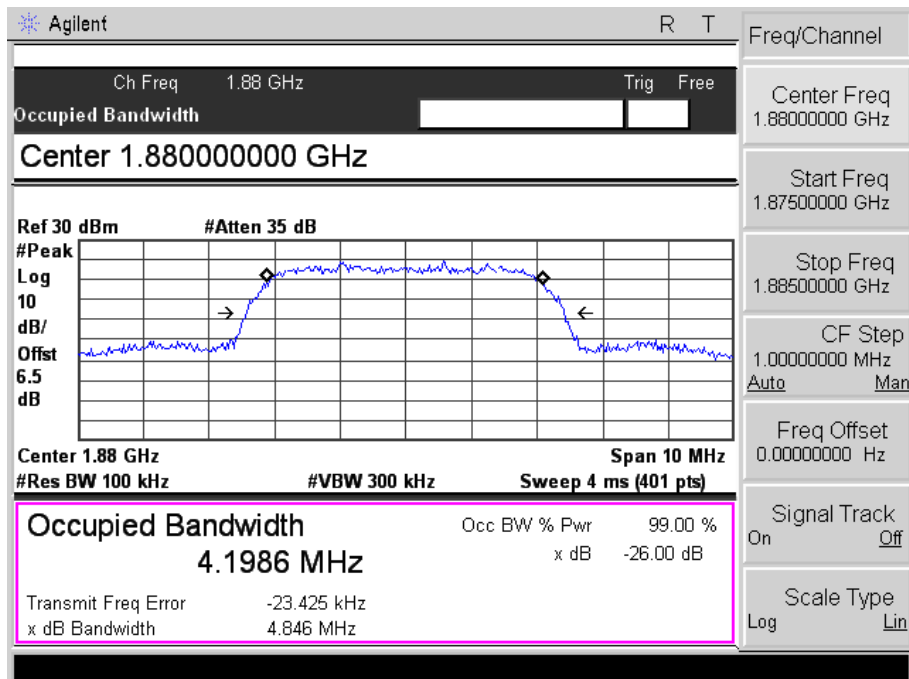 Agilent R T
Ch Freq 1.88 GHz Trig Free
Occupied Bandwidth
Center 1.880000000 GHz
Ref 30 dBm #Atten 35 dB
#Peak
Log
10
dB/
Offst
6.5
dB
Center 1.88 GHz Span 10 MHz
#Res BW 100 kHz #VBW 300 kHz Sweep 4 ms (401 pts)
Occupied Bandwidth
4.1986 MHz
Occ BW % Pwr 99.00 %
x dB -26.00 dB
Transmit Freq Error -23.425 kHz
x dB Bandwidth 4.846 MHz
Freq/Channel
Center Freq
1.88000000 GHz
Start Freq
1.87500000 GHz
Stop Freq
1.88500000 GHz
CF Step
1.00000000 MHz
Auto Man
Freq Offset
0.00000000 Hz
Signal Track
On Off
Scale Type
Log Lin